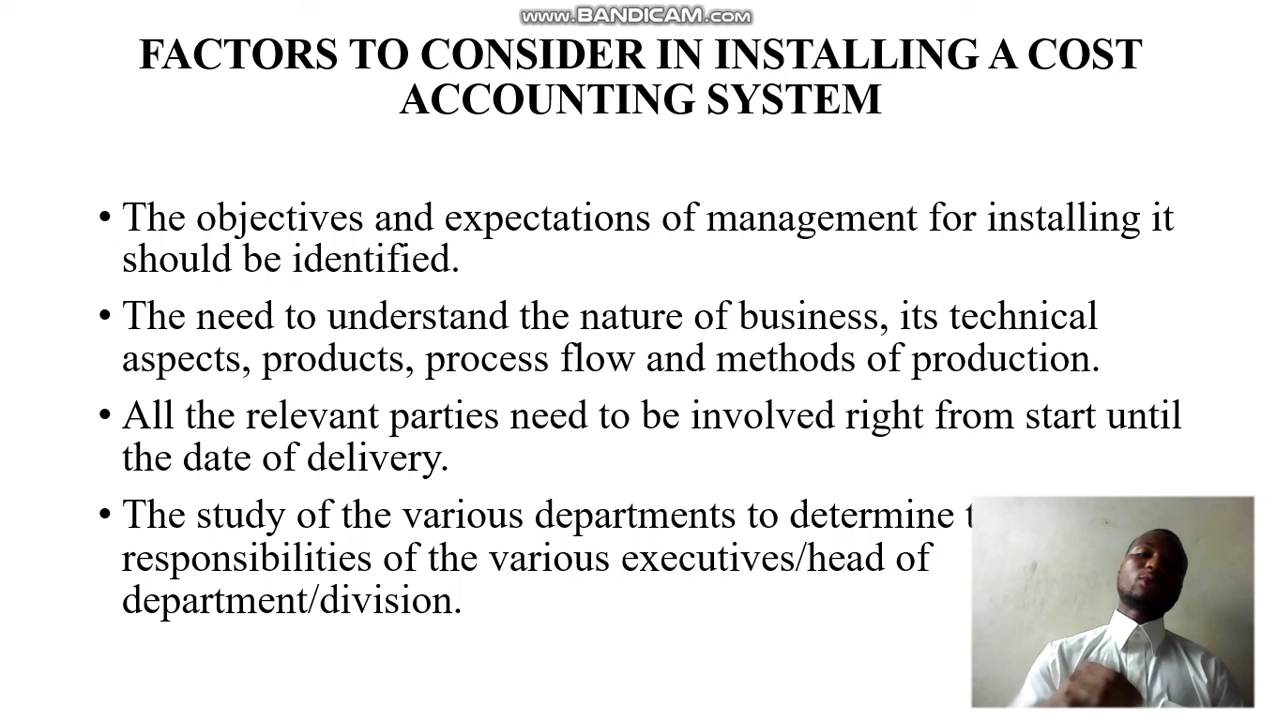 www.BANDICAM.com
FACTORS TO CONSIDER IN INSTALLING A COST
ACCOUNTING SYSTEM
• The objectives and expectations of management for installing it
should be identified.
• The need to understand the nature of business, its technical
aspects, products, process flow and methods of production.
• All the relevant parties need to be involved right from start until
the date of delivery.
• The study of the various departments to determine
responsibilities of the various executives/head of
department/division.